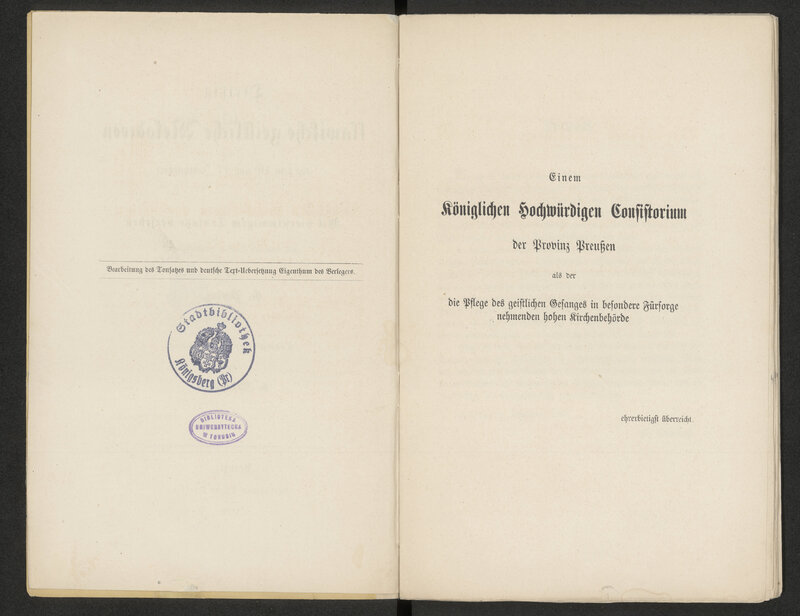 Bearbeitung des Tonsatzes und deutsche Text-Uebersetzung Eigenthum des Verlegers.
Stadtbibliothek
Königsberg (Pr)
BIBLIOTEKA
UNIWERSYTECKA
W TORUNIU
Einem
Königlichen Hochwürdigen Consistorium
der Provinz Preußen
als der
die Pflege des geistlichen Gesanges in besondere Fürsorge
nehmenden hohen Kirchenbehörde
ehrerbietigst überreicht.